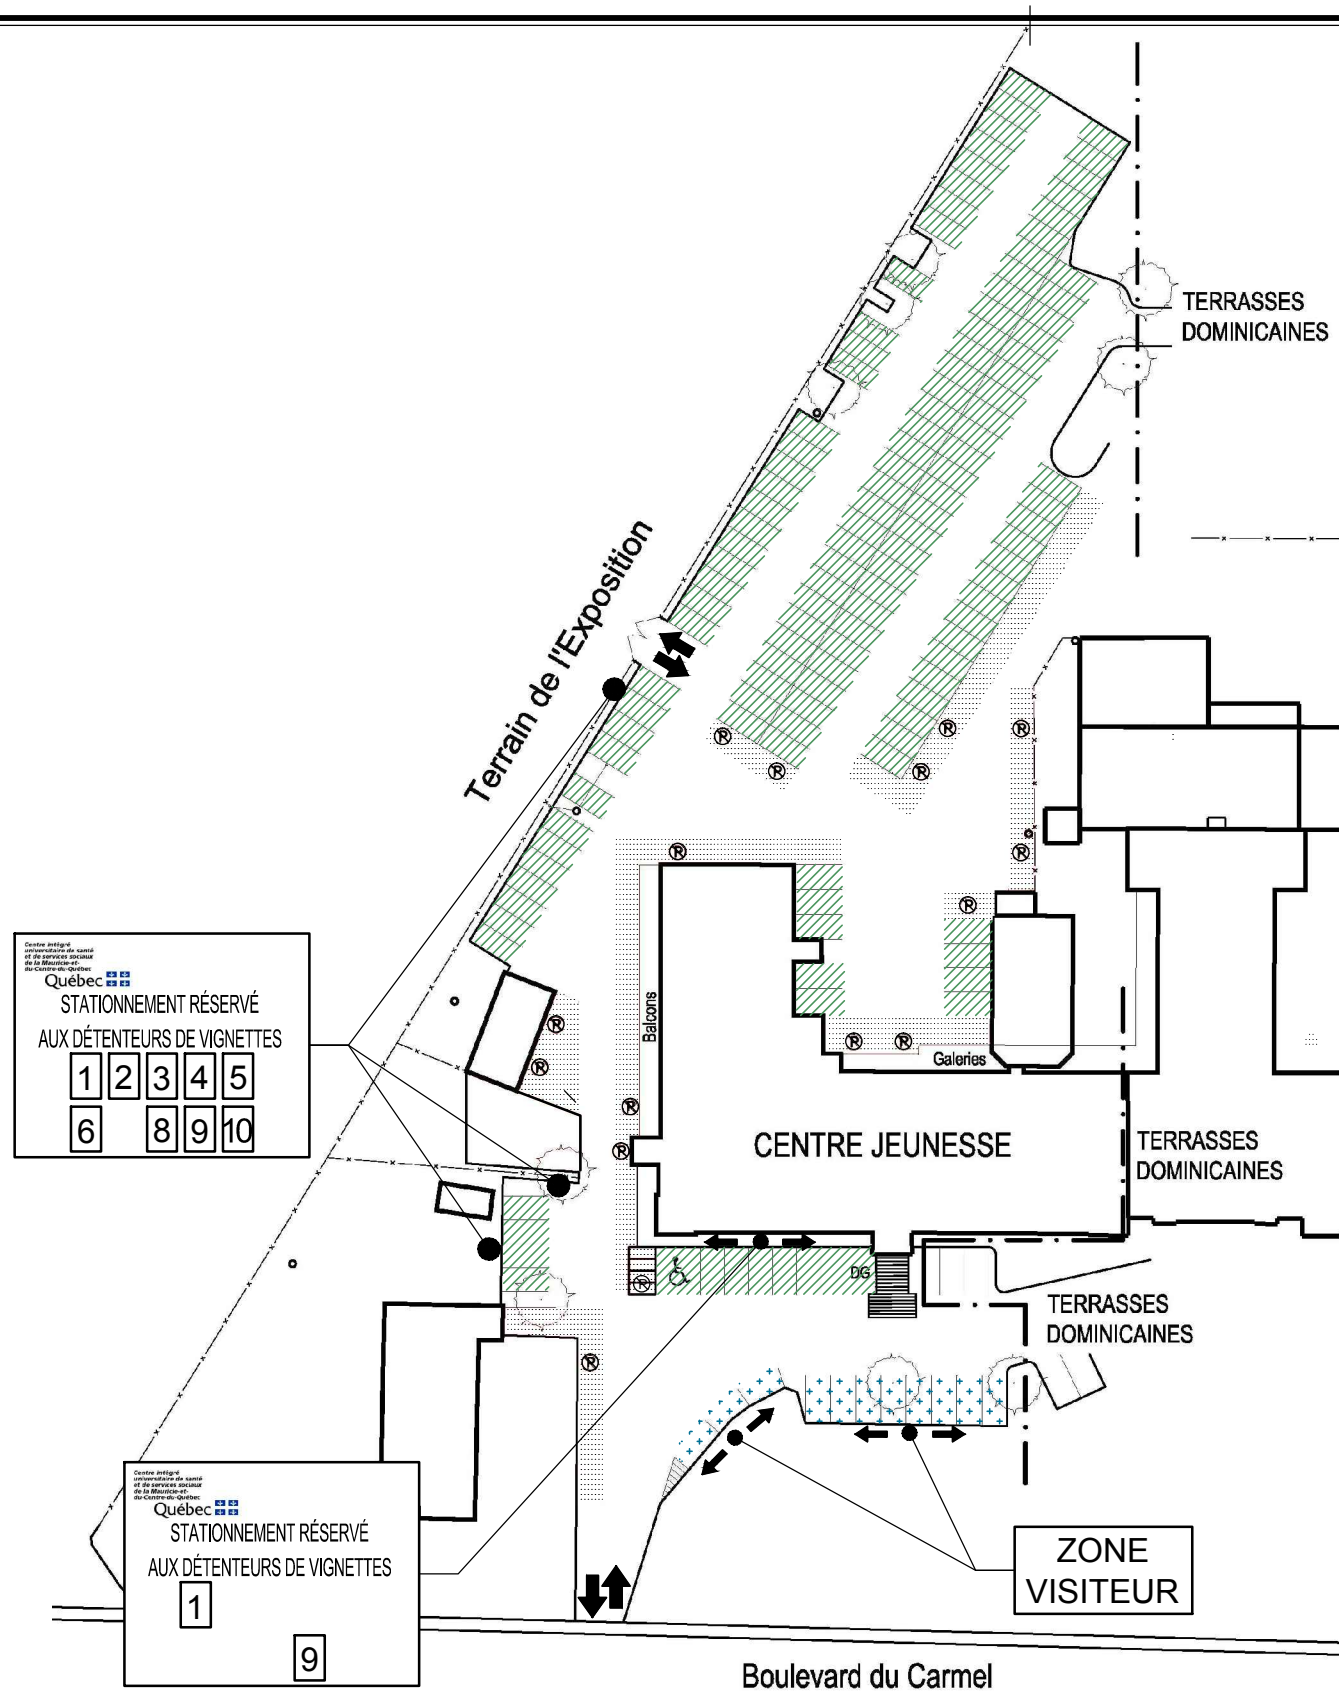 TERRASSES
DOMINICAINES
Terrain de l'Exposition
Centre intégré
universitaire de santé
et de services sociaux
de la Mauricie-et-
du-Centre-du-Québec
Québec
STATIONNEMENT RÉSERVÉ
AUX DÉTENTEURS DE VIGNETTES
1 2 3 4 5
6 8 9 10
Balcons
Galeries
CENTRE JEUNESSE
TERRASSES
DOMINICAINES
DG
TERRASSES
DOMINICAINES
Centre intégré
universitaire de santé
et de services sociaux
de la Mauricie-et-
du-Centre-du-Québec
Québec
STATIONNEMENT RÉSERVÉ
AUX DÉTENTEURS DE VIGNETTES
1
9
ZONE
VISITEUR
Boulevard du Carmel